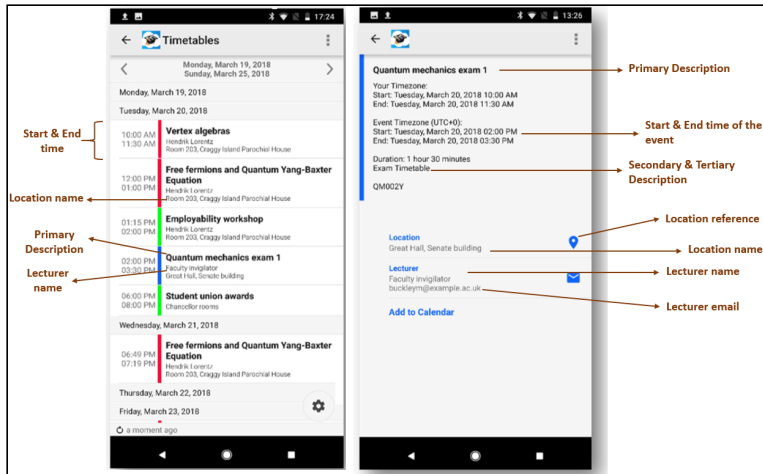 17:24
Timetables
Monday, March 19, 2018
Sunday, March 25, 2018
Monday, March 19, 2018
Tuesday, March 20, 2018
Start & End
time
10:00 AM
11:30 AM
Vertex algebras
Hendrik Lorentz
Room 203, Craggy Island Parochial House
12:00 PM
01:00 PM
Free fermions and Quantum Yang-Baxter
Equation
Hendrik Lorentz
Room 203, Craggy Island Parochial House
Location name
01:15 PM
02:00 PM
Employability workshop
Hendrik Lorentz
Room 203, Craggy Island Parochial House
Primary
Description
Lecturer
name
02:00 PM
03:30 PM
Quantum mechanics exam 1
Faculty invigilator
Great Hall, Senate building
06:00 PM
08:00 PM
Student union awards
Chancellor rooms
Wednesday, March 21, 2018
06:49 PM
07:19 PM
Free fermions and Quantum Yang-Baxter
Equation
Hendrik Lorentz
Room 203, Craggy Island Parochial House
Thursday, March 22, 2018
Friday, March 23, 2018
a moment ago
13:26
Quantum mechanics exam 1
Primary Description
Your Timezone:
Start: Tuesday, March 20, 2018 10:00 AM
End: Tuesday, March 20, 2018 11:30 AM
Event Timezone (UTC+0):
Start: Tuesday, March 20, 2018 02:00 PM
End: Tuesday, March 20, 2018 03:30 PM
Start & End time of the
event
Duration: 1 hour 30 minutes
Exam Timetable
Secondary & Tertiary
Description
QM002Y
Location reference
Location
Great Hall, Senate building
Location name
Lecturer
Faculty invigilator
buckleym@example.ac.uk
Lecturer name
Lecturer email
Add to Calendar